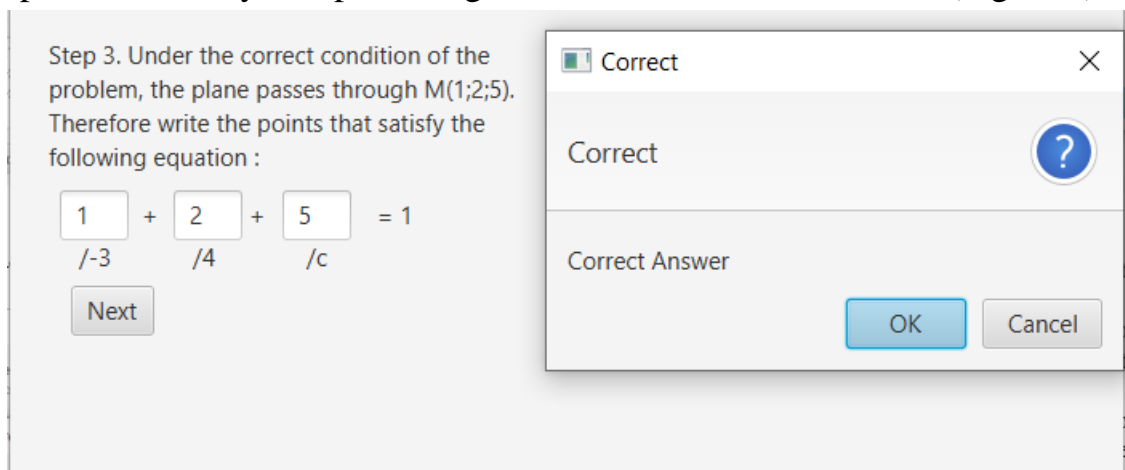 Step 3. Under the correct condition of the
problem, the plane passes through M(1;2;5).
Therefore write the points that satisfy the
following equation :
1 + 2 + 5 = 1
/-3 /4 /c
Next
Correct
Correct
?
Correct Answer
OK Cancel